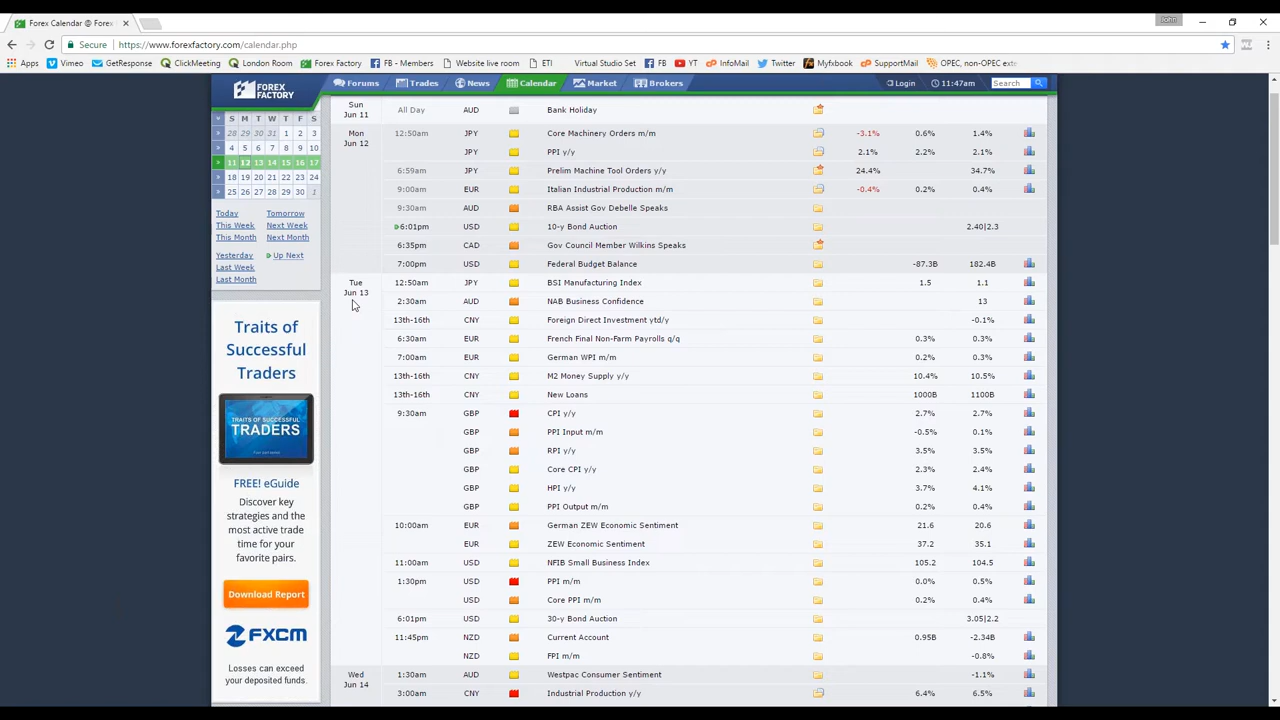 Forex Calendar @ Forex
John
Secure https://www.forexfactory.com/calendar.php
Apps Vimeo GetResponse ClickMeeting London Room Forex Factory FB - Members Website live room ETI Virtual Studio Set FB YT InfoMail Twitter Myfxbook SupportMail OPEC, non-OPEC ex
FOREX FACTORY Forums Trades News Calendar Market Brokers Login 11:47am Search
S M T W T F S
28 29 30 31 1 2 3
4 5 6 7 8 9 10
11 12 13 14 15 16 17
18 19 20 21 22 23 24
25 26 27 28 29 30 1
Today Tomorrow
This Week Next Week
This Month Next Month
Yesterday Up Next
Last Week
Last Month
Traits of
Successful
Traders
TRAITS OF SUCCESSFUL
TRADERS
FREE! eGuide
Discover key
strategies and the
most active trade
time for your
favorite pairs.
Download Report
FXCM
Losses can exceed
your deposited funds.
Sun
Jun 11
All Day AUD Bank Holiday
Mon
Jun 12
12:50am JPY Core Machinery Orders m/m -3.1% 0.6% 1.4%
JPY PPI y/y 2.1% 2.2% 2.1%
6:59am JPY Prelim Machine Tool Orders y/y 24.4% 34.7%
9:00am EUR Italian Industrial Production m/m -0.4% 0.2% 0.4%
9:30am AUD RBA Assist Gov Debelle Speaks
6:01pm USD 10-y Bond Auction 2.40|2.3
6:35pm CAD Gov Council Member Wilkins Speaks
7:00pm USD Federal Budget Balance -87.3B 182.4B
Tue
Jun 13
12:50am JPY BSI Manufacturing Index 1.5 1.1
2:30am AUD NAB Business Confidence 13
13th-16th CNY Foreign Direct Investment ytd/y -0.1%
6:30am EUR French Final Non-Farm Payrolls q/q 0.3% 0.3%
7:00am EUR German WPI m/m 0.2% 0.3%
13th-16th CNY M2 Money Supply y/y 10.4% 10.5%
13th-16th CNY New Loans 1000B 1100B
9:30am GBP CPI y/y 2.7% 2.7%
GBP PPI Input m/m -0.5% 0.1%
GBP RPI y/y 3.5% 3.5%
GBP Core CPI y/y 2.3% 2.4%
GBP HPI y/y 3.7% 4.1%
GBP PPI Output m/m 0.2% 0.4%
10:00am EUR German ZEW Economic Sentiment 21.6 20.6
EUR ZEW Economic Sentiment 37.2 35.1
11:00am USD NFIB Small Business Index 105.2 104.5
1:30pm USD PPI m/m 0.0% 0.5%
USD Core PPI m/m 0.2% 0.4%
6:01pm USD 30-y Bond Auction 3.05|2.2
11:45pm NZD Current Account 0.95B -2.34B
NZD FPI m/m -0.8%
Wed
Jun 14
1:30am AUD Westpac Consumer Sentiment -1.1%
3:00am CNY Industrial Production y/y 6.4% 6.5%